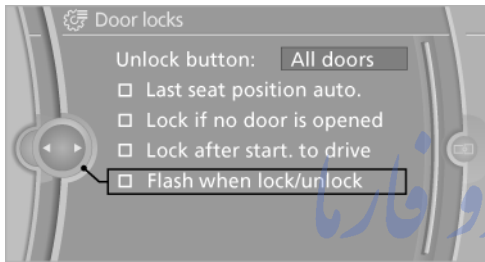 Door locks
Unlock button: All doors
Last seat position auto.
Lock if no door is opened
Lock after start. to drive
Flash when lock/unlock